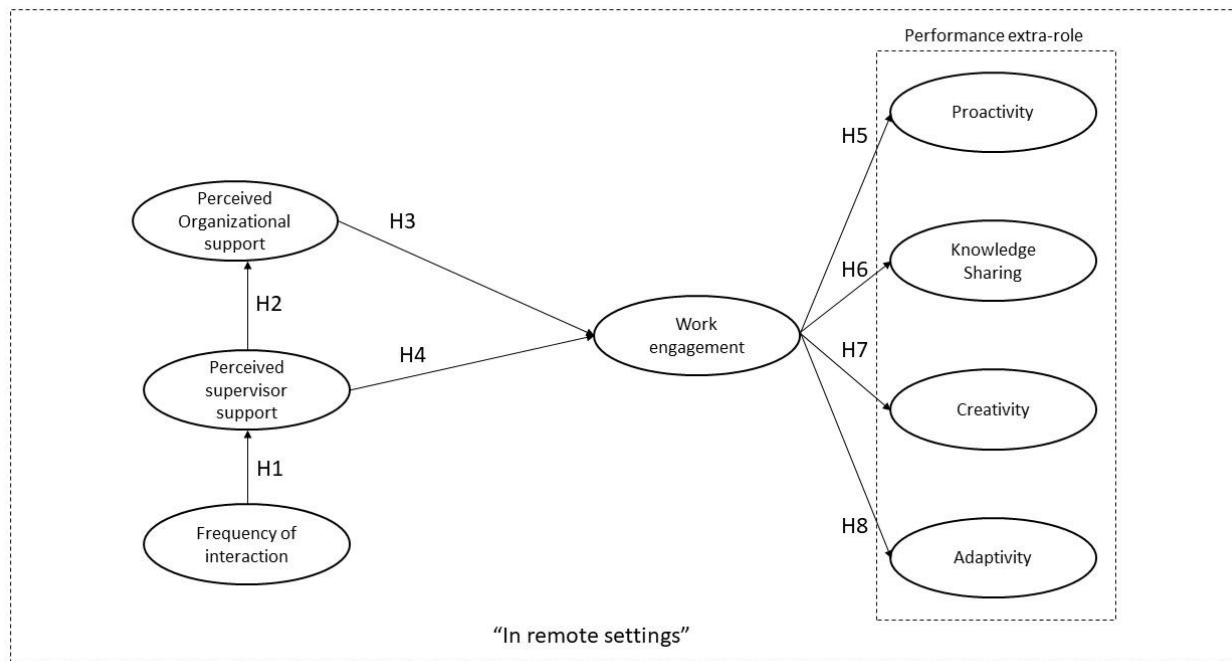 Performance extra-role
Proactivity
H5
Perceived
Organizational
support
H3
Knowledge
Sharing
H6
H2
Work
engagement
H4
H7
Perceived
supervisor
support
Creativity
H1
H8
Frequency of
interaction
Adaptivity
“In remote settings”